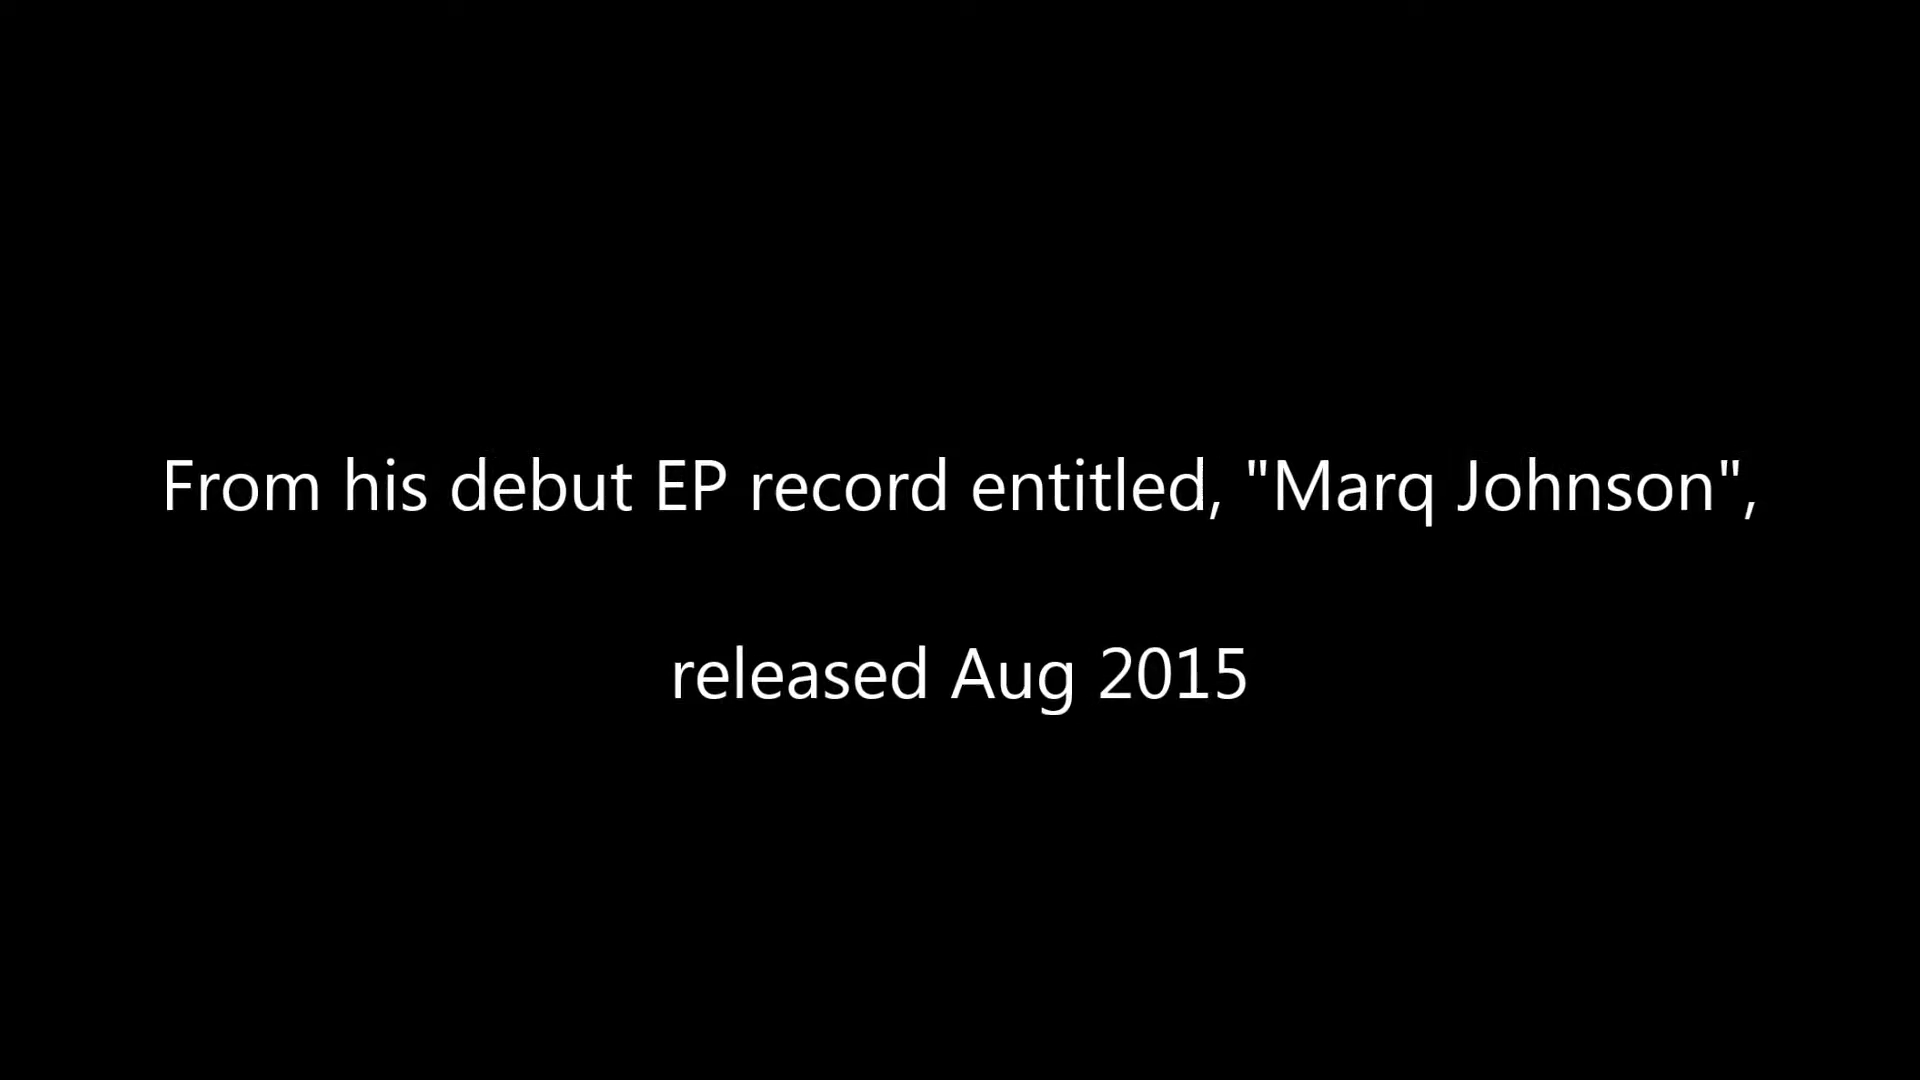 From his debut EP record entitled, "Marq Johnson",
released Aug 2015